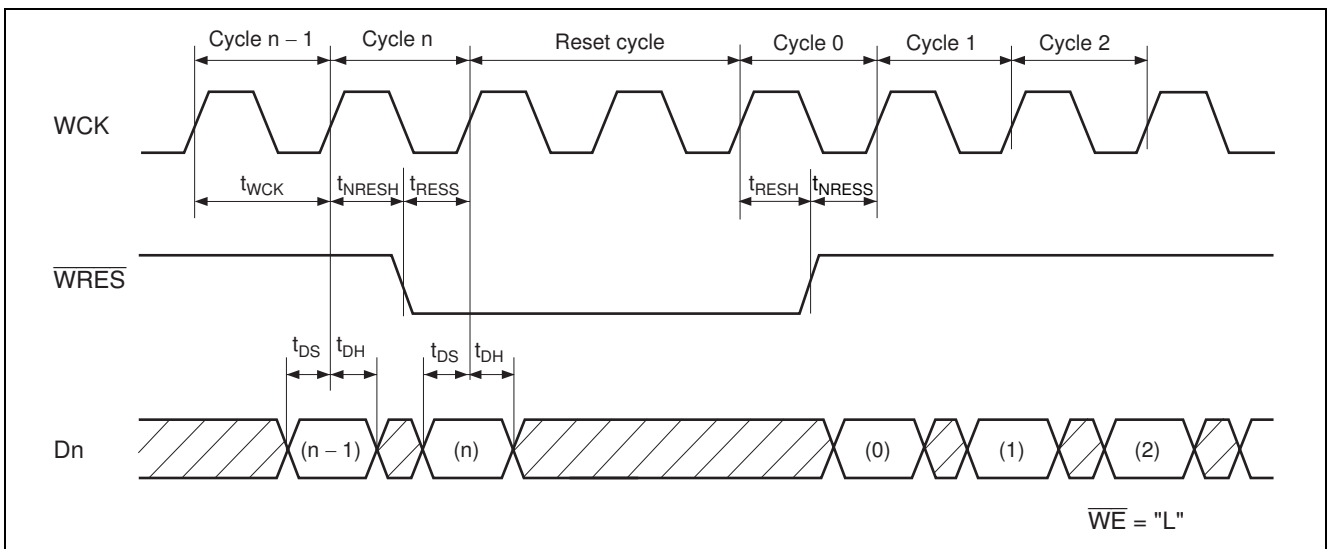 Cycle n – 1 Cycle n Reset cycle Cycle 0 Cycle 1 Cycle 2
WCK
tWCK tNRESH tRESS tRESH tNRESS
WRES
tDS tDH tDS tDH
Dn (n – 1) (n) (0) (1) (2)
WE = "L"